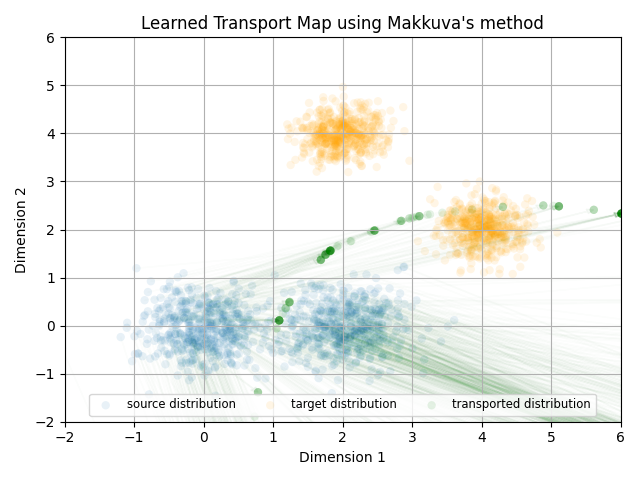 Learned Transport Map using Makkuva's method
6
5
4
3
2
1
0
−1
−2
Dimension 2
source distribution target distribution transported distribution
−2 −1 0 1 2 3 4 5 6
Dimension 1